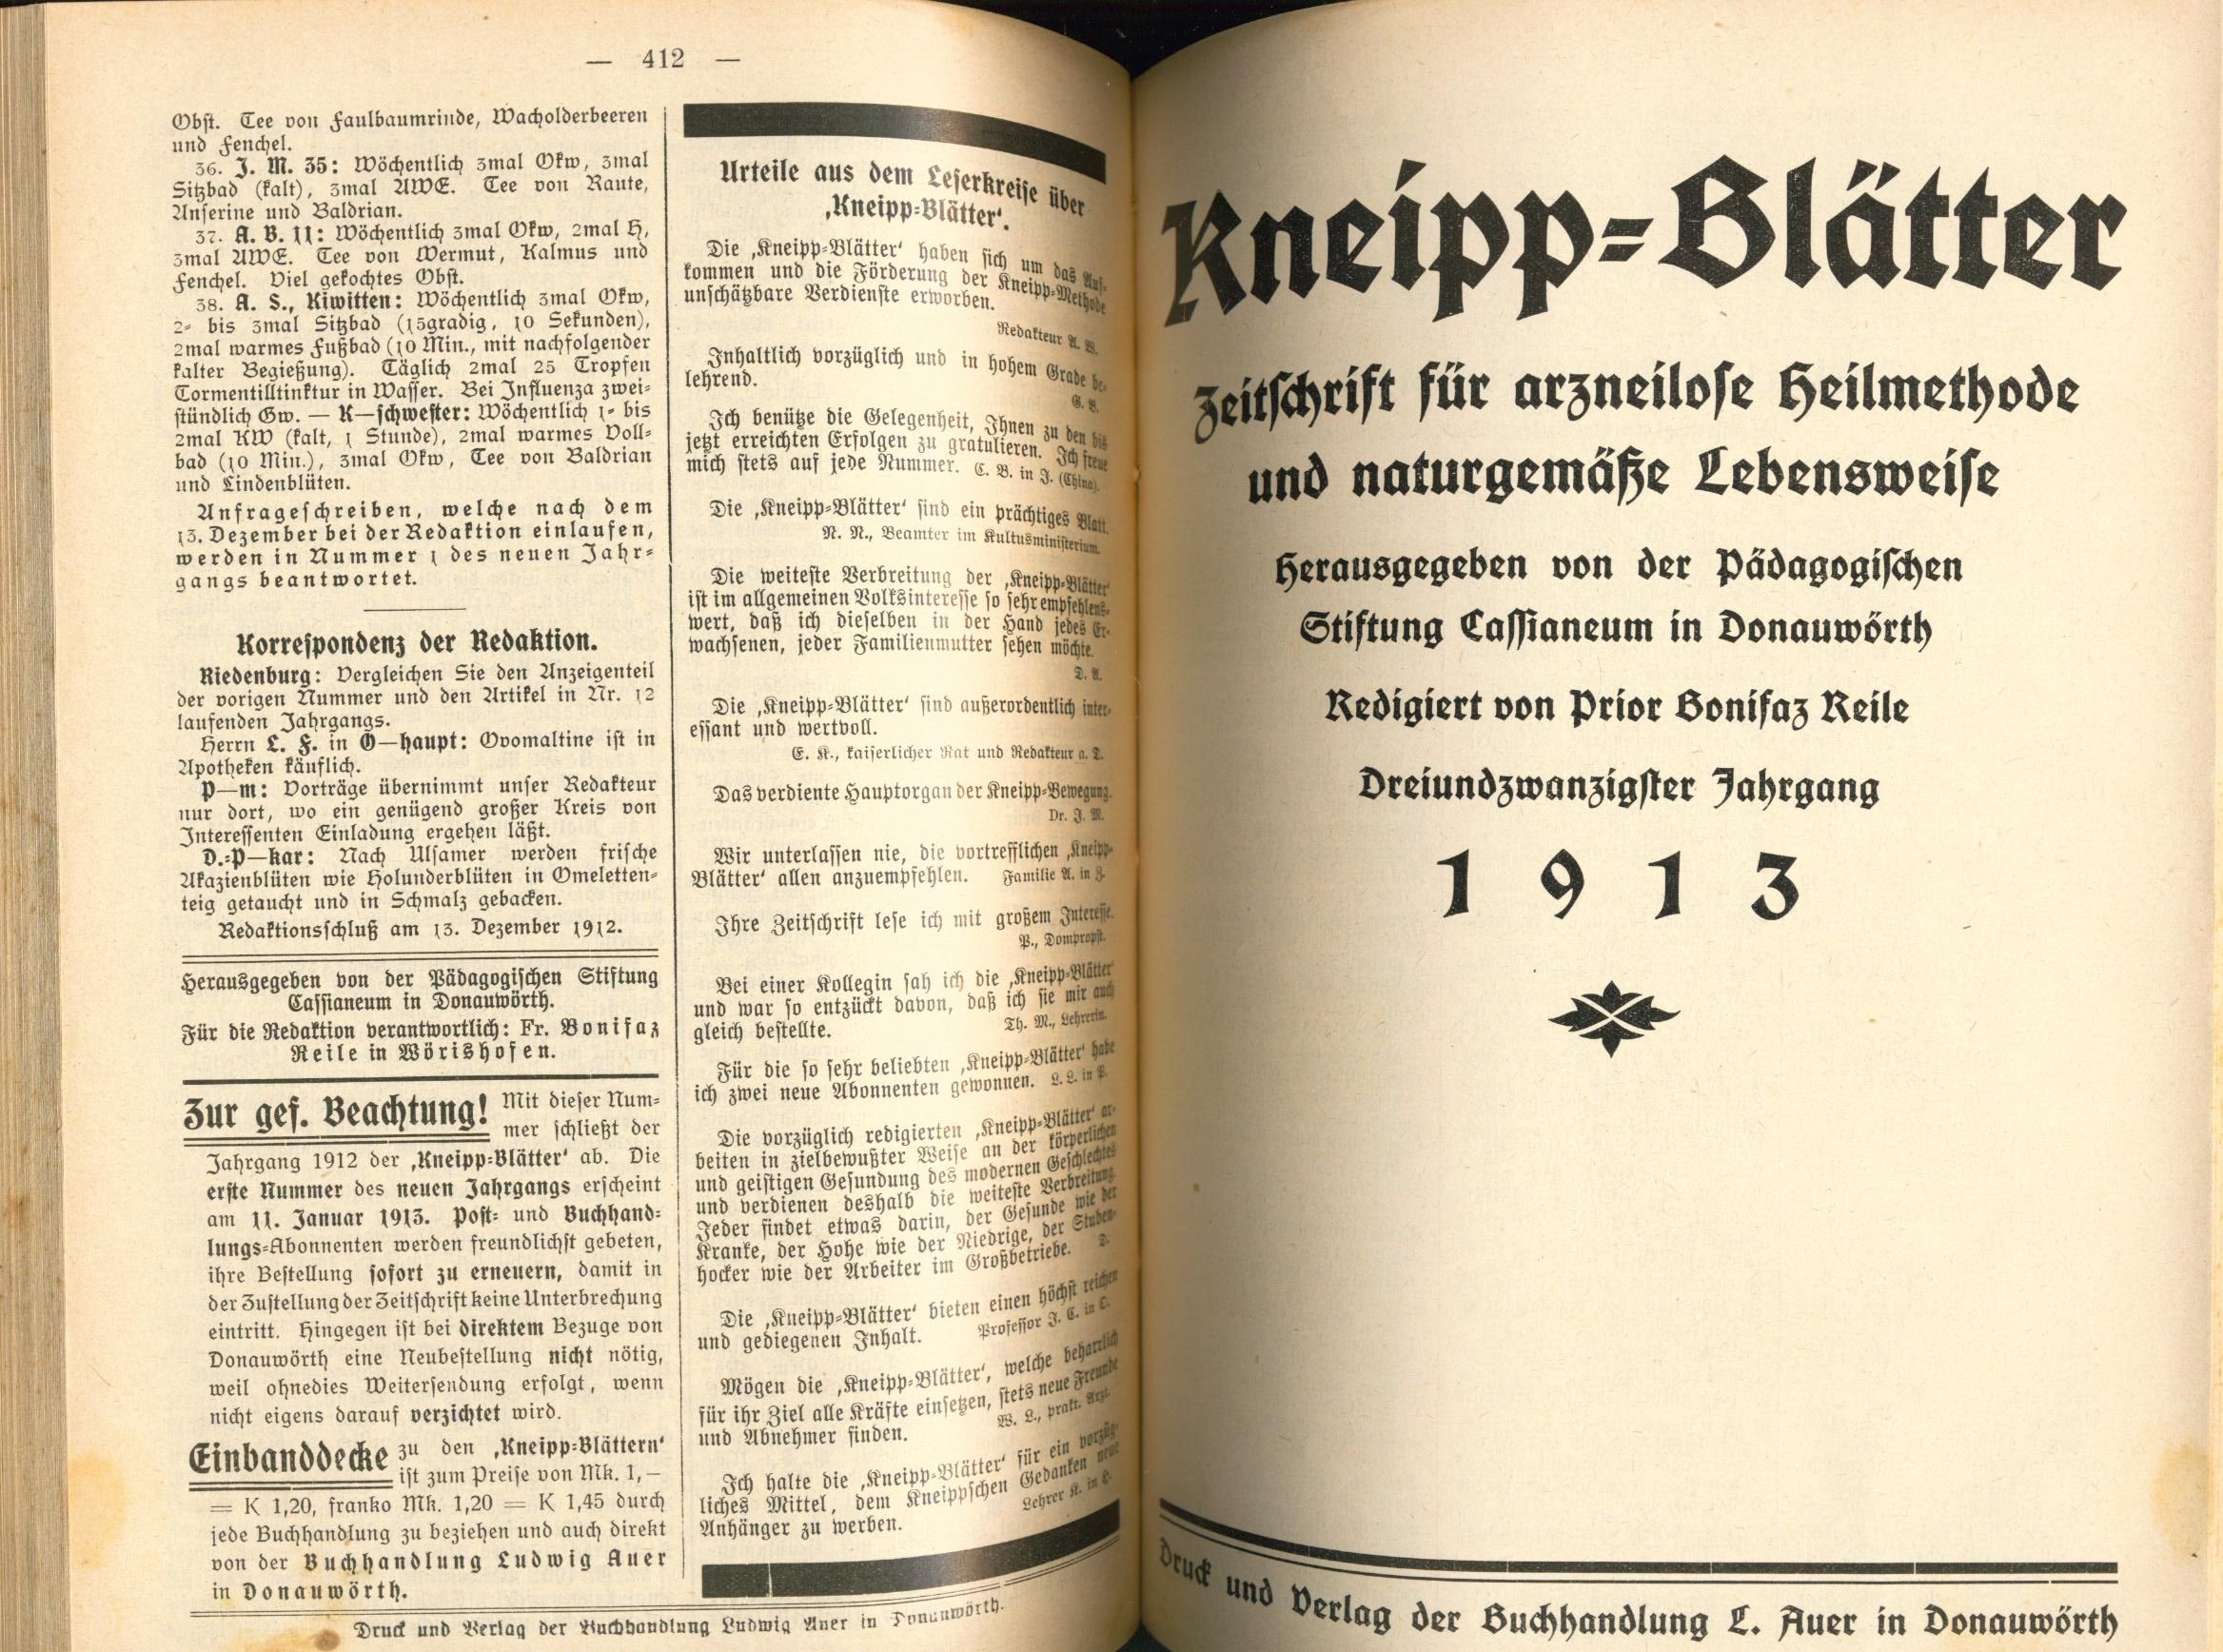 — 412 —
Obst. Tee von Faulbaumrinde, Wacholderbeeren
und Fenchel.
36. J. M. 35: Wöchentlich 3mal Okw, 3mal
Sitzbad (kalt), 3mal AWE. Tee von Raute,
Anserine und Baldrian.
37. A. B. 11: Wöchentlich 3mal Okw, 2mal H,
3mal AWE. Tee von Wermut, Kalmus und
Fenchel. Viel gekochtes Obst.
38. A. S., Kiwitten: Wöchentlich 3mal Okw,
2- bis 3mal Sitzbad (15gradig, 10 Sekunden),
2mal warmes Fußbad (10 Min., mit nachfolgender
kalter Begießung). Täglich 2mal 25 Tropfen
Tormentilltinktur in Wasser. Bei Influenza zwei-
stündlich Gw. — K—schwester: Wöchentlich 1- bis
2mal KW (kalt, 1 Stunde), 2mal warmes Voll-
bad (10 Min.), 3mal Okw, Tee von Baldrian
und Lindenblüten.
Anfrageschreiben, welche nach dem
13. Dezember bei der Redaktion einlaufen,
werden in Nummer 1 des neuen Jahr-
gangs beantwortet.
Korrespondenz der Redaktion.
Riedenburg: Vergleichen Sie den Anzeigenteil
der vorigen Nummer und den Artikel in Nr. 12
laufenden Jahrgangs.
Herrn L. F. in O—haupt: Ovomaltine ist in
Apotheken käuflich.
P—m: Vorträge übernimmt unser Redakteur
nur dort, wo ein genügend großer Kreis von
Interessenten Einladung ergehen läßt.
D.-P—kar: Nach Ulsamer werden frische
Akazienblüten wie Holunderblüten in Omeletten-
teig getaucht und in Schmalz gebacken.
Redaktionsschluß am 13. Dezember 1912.
Herausgegeben von der Pädagogischen Stiftung
Cassianeum in Donauwörth.
Für die Redaktion verantwortlich: Fr. Bonifaz
Reile in Wörishofen.
Zur gef. Beachtung! Mit dieser Num-
mer schließt der
Jahrgang 1912 der ‚Kneipp-Blätter‘ ab. Die
erste Nummer des neuen Jahrgangs erscheint
am 11. Januar 1913. Post- und Buchhand-
lungs-Abonnenten werden freundlichst gebeten,
ihre Bestellung sofort zu erneuern, damit in
der Zustellung der Zeitschrift keine Unterbrechung
eintritt. Hingegen ist bei direktem Bezuge von
Donauwörth eine Neubestellung nicht nötig,
weil ohnedies Weitersendung erfolgt, wenn
nicht eigens darauf verzichtet wird.
Einbanddecke zu den ‚Kneipp-Blättern‘
ist zum Preise von Mk. 1,—
= K 1,20, franko Mk. 1,20 = K 1,45 durch
jede Buchhandlung zu beziehen und auch direkt
von der Buchhandlung Ludwig Auer
in Donauwörth.
Urteile aus dem Leserkreise über
‚Kneipp-Blätter‘.
Die ‚Kneipp-Blätter‘ haben sich um das Auf-
kommen und die Förderung der Kneipp-Methode
unschätzbare Verdienste erworben.
Redakteur A. W.
Inhaltlich vorzüglich und in hohem Grade be-
lehrend.
G. B.
Ich benütze die Gelegenheit, Ihnen zu den bis
jetzt erreichten Erfolgen zu gratulieren. Ich freue
mich stets auf jede Nummer. C. B. in J. (China).
Die ‚Kneipp-Blätter‘ sind ein prächtiges Blatt.
N. N., Beamter im Kultusministerium.
Die weiteste Verbreitung der ‚Kneipp-Blätter‘
ist im allgemeinen Volksinteresse so sehr empfehlens-
wert, daß ich dieselben in der Hand jedes Er-
wachsenen, jeder Familienmutter sehen möchte.
D. A.
Die ‚Kneipp-Blätter‘ sind außerordentlich inter-
essant und wertvoll.
E. K., kaiserlicher Rat und Redakteur a. D.
Das verdiente Hauptorgan der Kneipp-Bewegung.
Dr. J. M.
Wir unterlassen nie, die vortrefflichen ‚Kneipp-
Blätter‘ allen anzuempfehlen. Familie A. in J.
Ihre Zeitschrift lese ich mit großem Interesse.
P., Dompropst.
Bei einer Kollegin sah ich die ‚Kneipp-Blätter‘
und war so entzückt davon, daß ich sie mir auch
gleich bestellte. Th. M., Lehrerin.
Für die so sehr beliebten ‚Kneipp-Blätter‘ habe
ich zwei neue Abonnenten gewonnen. L. L. in P.
Die vorzüglich redigierten ‚Kneipp-Blätter‘ ar-
beiten in zielbewußter Weise an der körperlichen
und geistigen Gesundung des modernen Geschlechtes
und verdienen deshalb die weiteste Verbreitung.
Jeder findet etwas darin, der Gesunde wie der
Kranke, der Hohe wie der Niedrige, der Stuben-
hocker wie der Arbeiter im Großbetriebe. D.
Die ‚Kneipp-Blätter‘ bieten einen höchst reichen
und gediegenen Inhalt. Professor J. C. in C.
Mögen die ‚Kneipp-Blätter‘, welche beharrlich
für ihr Ziel alle Kräfte einsetzen, stets neue Freunde
und Abnehmer finden. W. L., prakt. Arzt.
Ich halte die ‚Kneipp-Blätter‘ für ein vorzüg-
liches Mittel, dem Kneippschen Gedanken neue
Anhänger zu werben. Lehrer K. in H.
Druck und Verlag der Buchhandlung Ludwig Auer in Donauwörth.
Kneipp-Blätter
Zeitschrift für arzneilose Heilmethode
und naturgemäße Lebensweise
Herausgegeben von der Pädagogischen
Stiftung Cassianeum in Donauwörth
Redigiert von Prior Bonifaz Reile
Dreiundzwanzigster Jahrgang
1913
Druck und Verlag der Buchhandlung L. Auer in Donauwörth